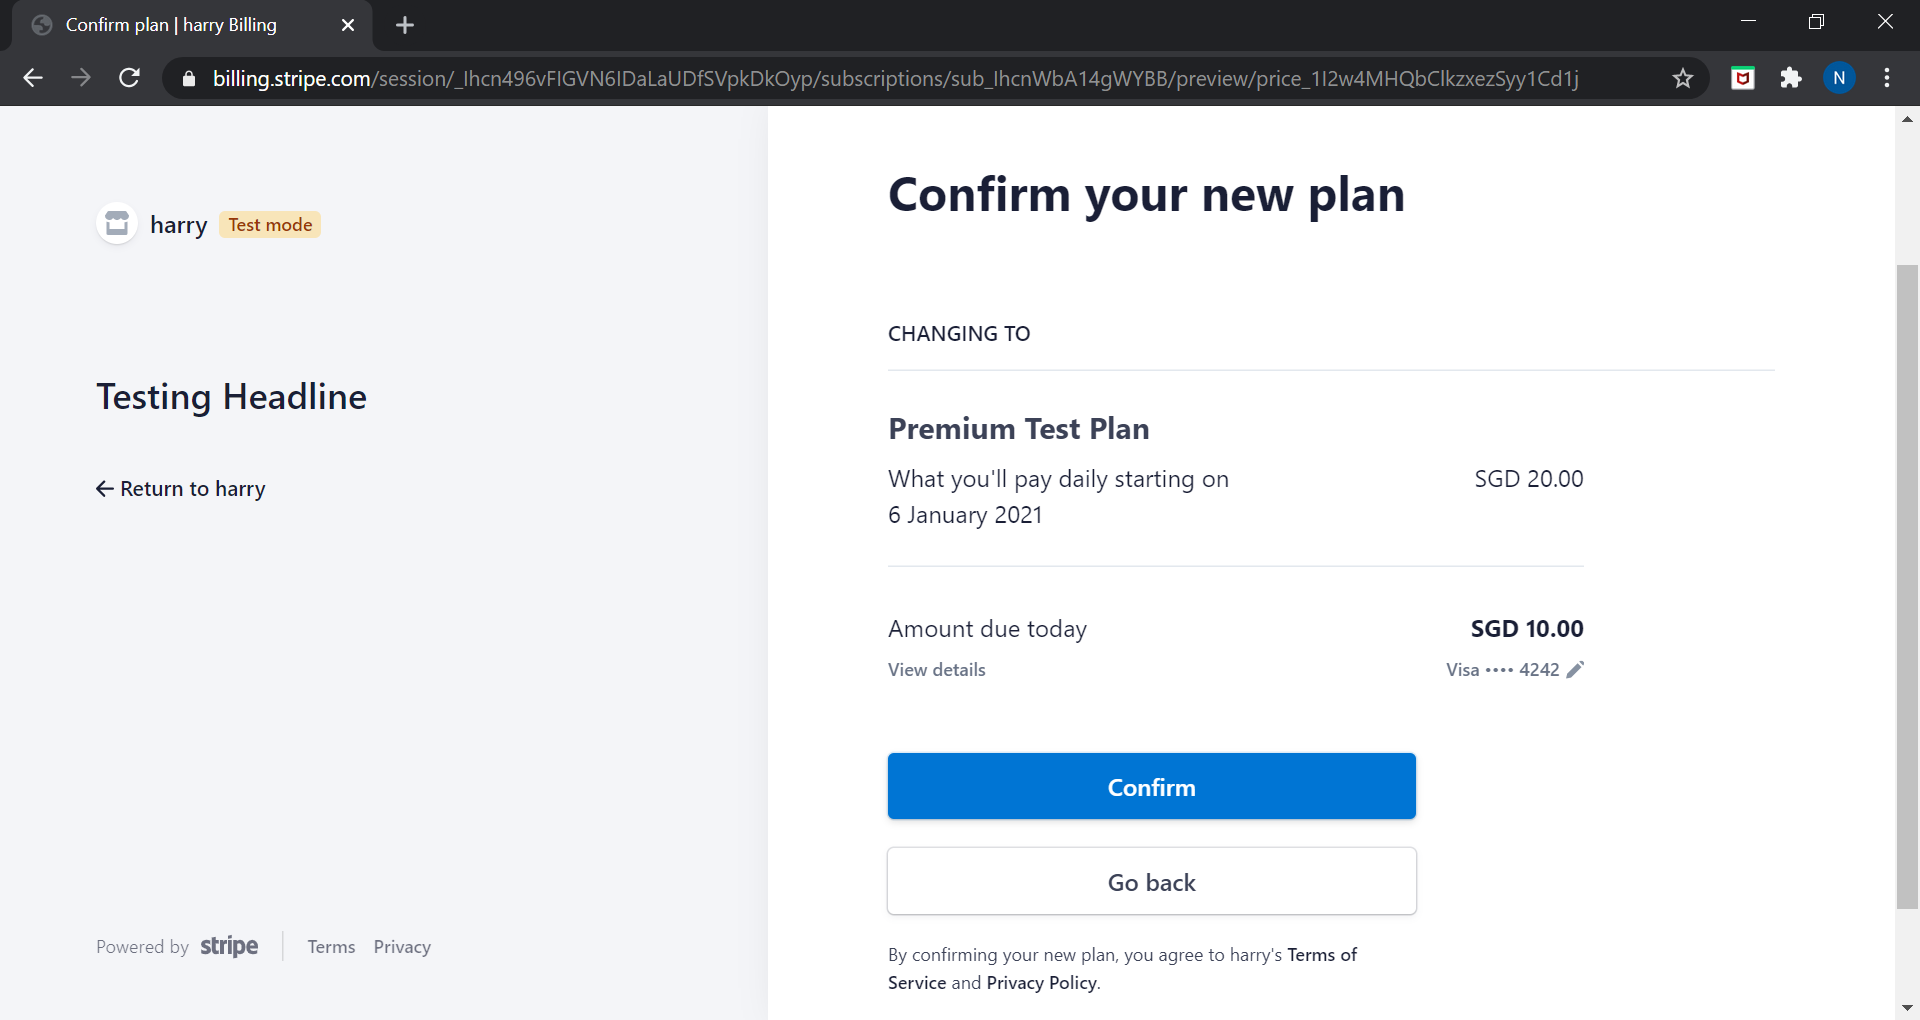 Confirm plan | harry Billing
billing.stripe.com/session/_Ihcn496vFIGVN6IDaLaUDfSVpkDkOyp/subscriptions/sub_IhcnWbA14gWYBB/preview/price_1I2w4MHQbClkzxezSyy1Cd1j
N
harry Test mode
Testing Headline
Return to harry
Powered by stripe Terms Privacy
Confirm your new plan
CHANGING TO
Premium Test Plan
What you'll pay daily starting on SGD 20.00
6 January 2021
Amount due today SGD 10.00
View details Visa •••• 4242
Confirm
Go back
By confirming your new plan, you agree to harry's Terms of
Service and Privacy Policy.